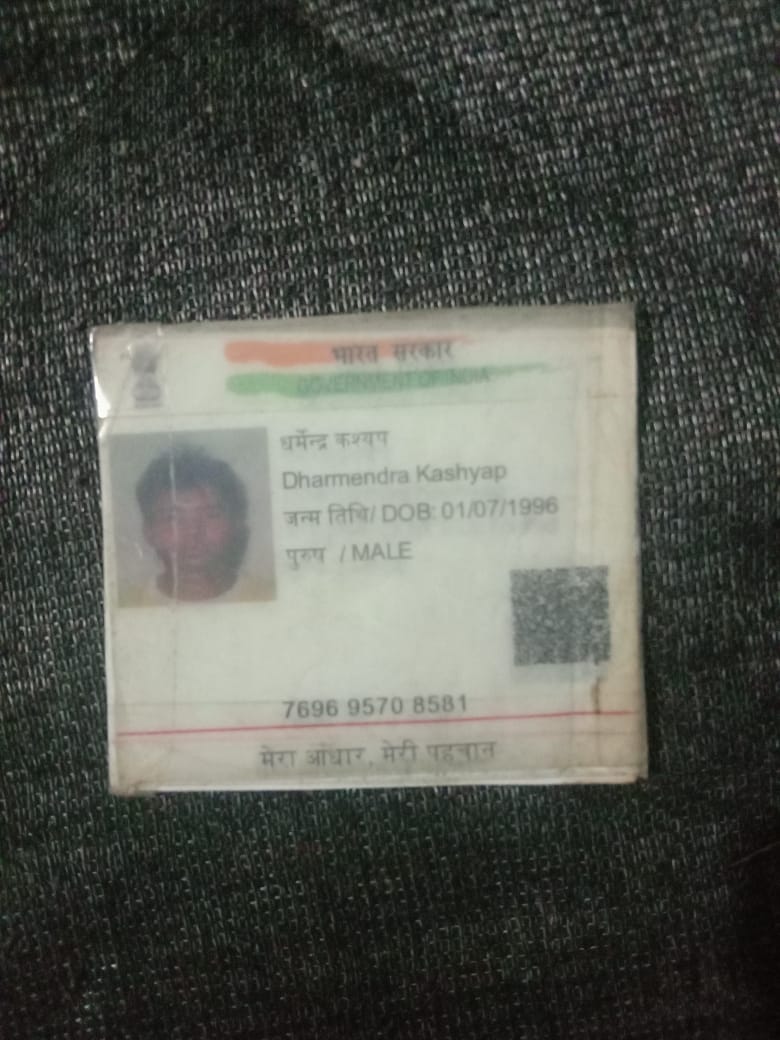 भारत सरकार
GOVERNMENT OF INDIA
धर्मेन्द्र कश्यप
Dharmendra Kashyap
जन्म तिथि/ DOB: 01/07/1996
पुरुष / MALE
7696 9570 8581
मेरा आधार, मेरी पहचान